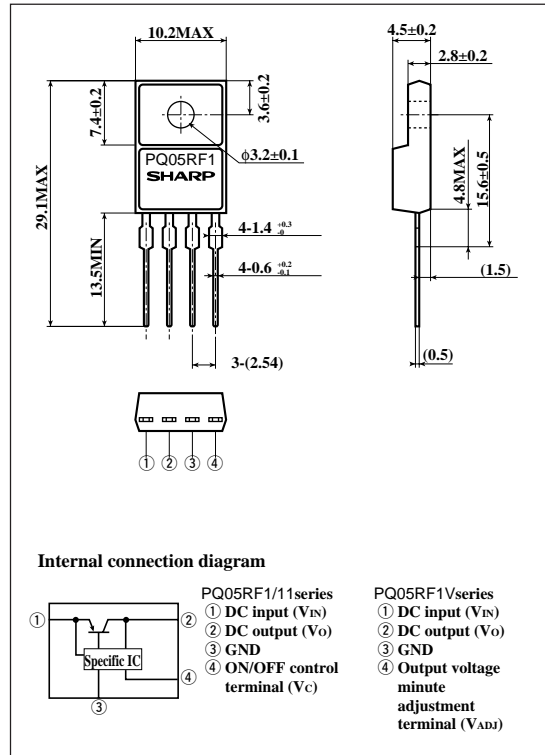 10.2MAX
4.5±0.2
2.8±0.2
7.4±0.2
3.6±0.2
29.1MAX
PQ05RF1
SHARP
ϕ3.2±0.1
4.8MAX
15.6±0.5
13.5MIN
4-1.4 +0.3 -0
4-0.6 +0.2 -0.1
(1.5)
3-(2.54)
(0.5)
① ② ③ ④
Internal connection diagram
① ② ③ ④
Specific IC
PQ05RF1/11series
① DC input (VIN)
② DC output (VO)
③ GND
④ ON/OFF control
terminal (VC)
PQ05RF1Vseries
① DC input (VIN)
② DC output (VO)
③ GND
④ Output voltage
minute
adjustment
terminal (VADJ)